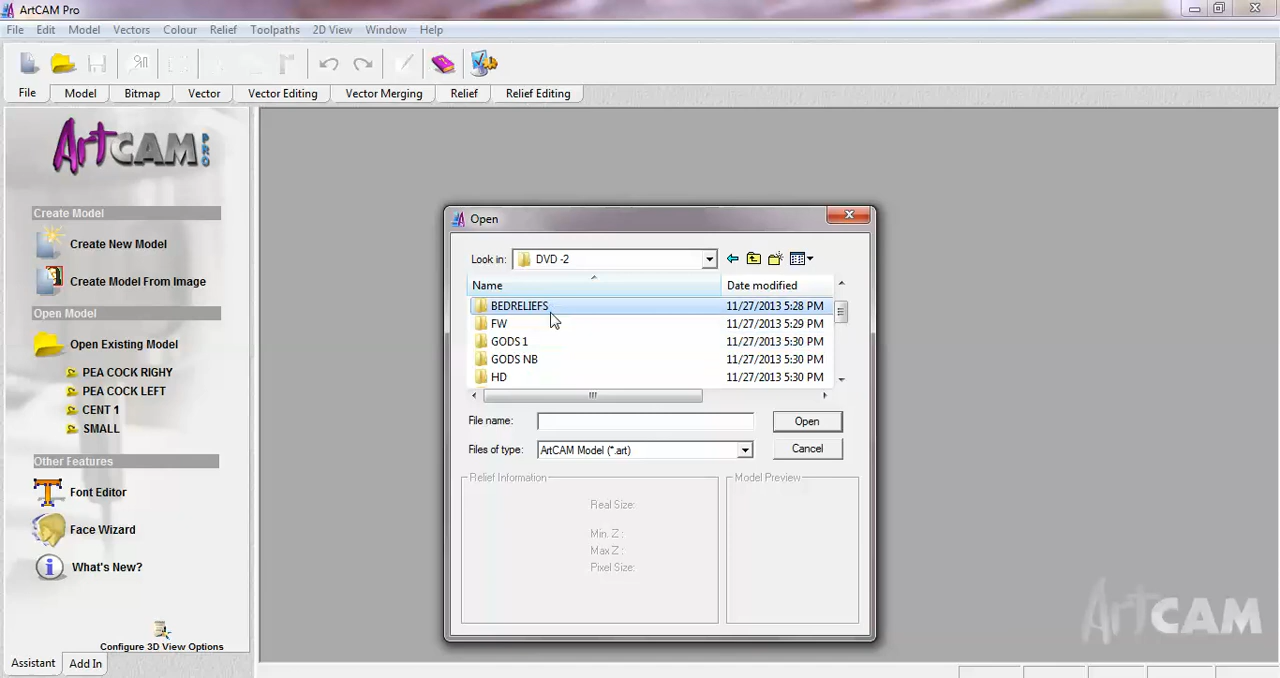 ArtCAM Pro
File Edit Model Vectors Colour Relief Toolpaths 2D View Window Help
File Model Bitmap Vector Vector Editing Vector Merging Relief Relief Editing
ArtCAM PRO
Create Model
Create New Model
Create Model From Image
Open Model
Open Existing Model
PEA COCK RIGHY
PEA COCK LEFT
CENT 1
SMALL
Other Features
Font Editor
Face Wizard
What's New?
Configure 3D View Options
Assistant Add In
Open
Look in: DVD -2
Name Date modified
BEDRELIEFS 11/27/2013 5:28 PM
FW 11/27/2013 5:29 PM
GODS 1 11/27/2013 5:30 PM
GODS NB 11/27/2013 5:30 PM
HD 11/27/2013 5:30 PM
File name: Open
Files of type: ArtCAM Model (*.art) Cancel
Relief Information Model Preview
Real Size:
Min. Z :
Max Z :
Pixel Size:
ArtCAM